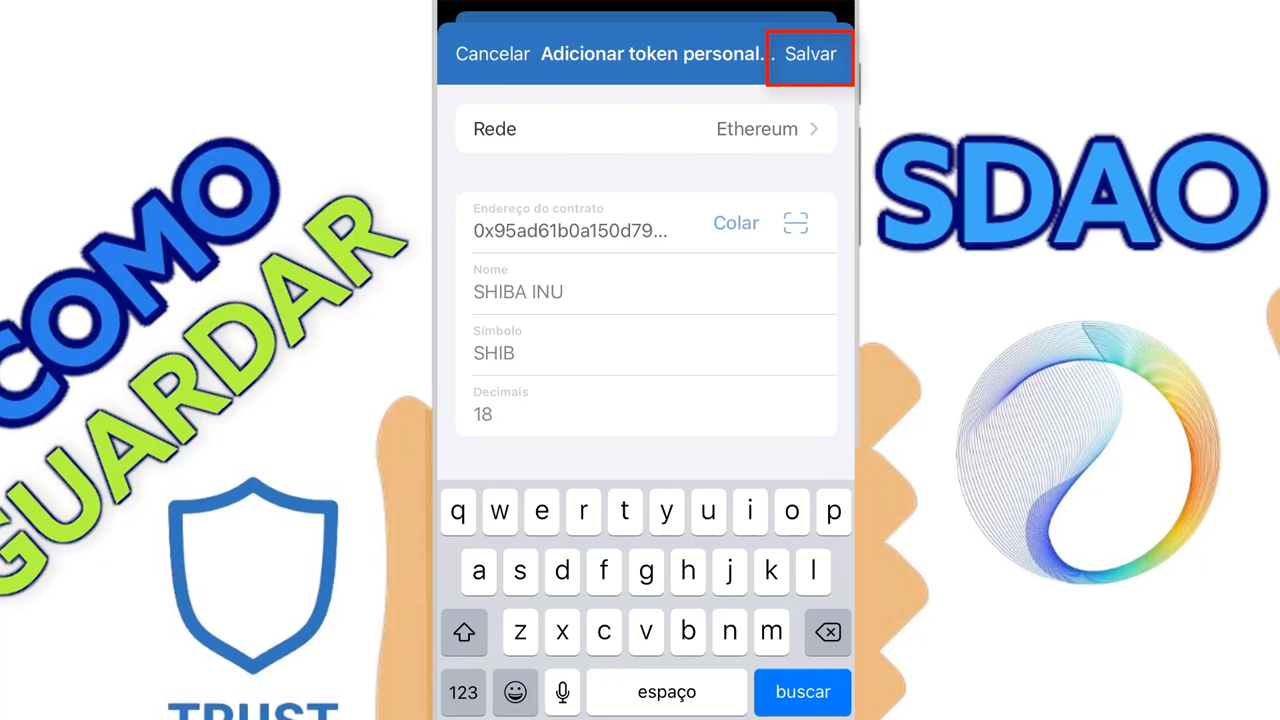 COMO
GUARDAR
TRUST
Cancelar Adicionar token personal... Salvar
Rede Ethereum
Endereço do contrato
0x95ad61b0a150d79... Colar
Nome
SHIBA INU
Símbolo
SHIB
Decimais
18
q w e r t y u i o p
a s d f g h j k l
z x c v b n m
123 espaço buscar
SDAO